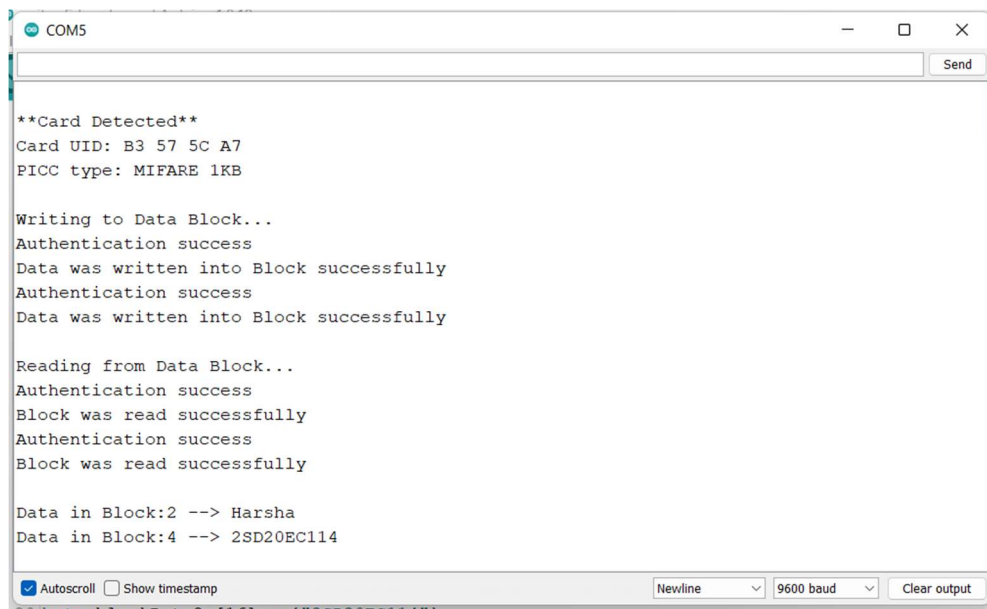 COM5
Send
**Card Detected**
Card UID: B3 57 5C A7
PICC type: MIFARE 1KB
Writing to Data Block...
Authentication success
Data was written into Block successfully
Authentication success
Data was written into Block successfully
Reading from Data Block...
Authentication success
Block was read successfully
Authentication success
Block was read successfully
Data in Block:2 --> Harsha
Data in Block:4 --> 2SD20EC114
Autoscroll Show timestamp Newline 9600 baud Clear output